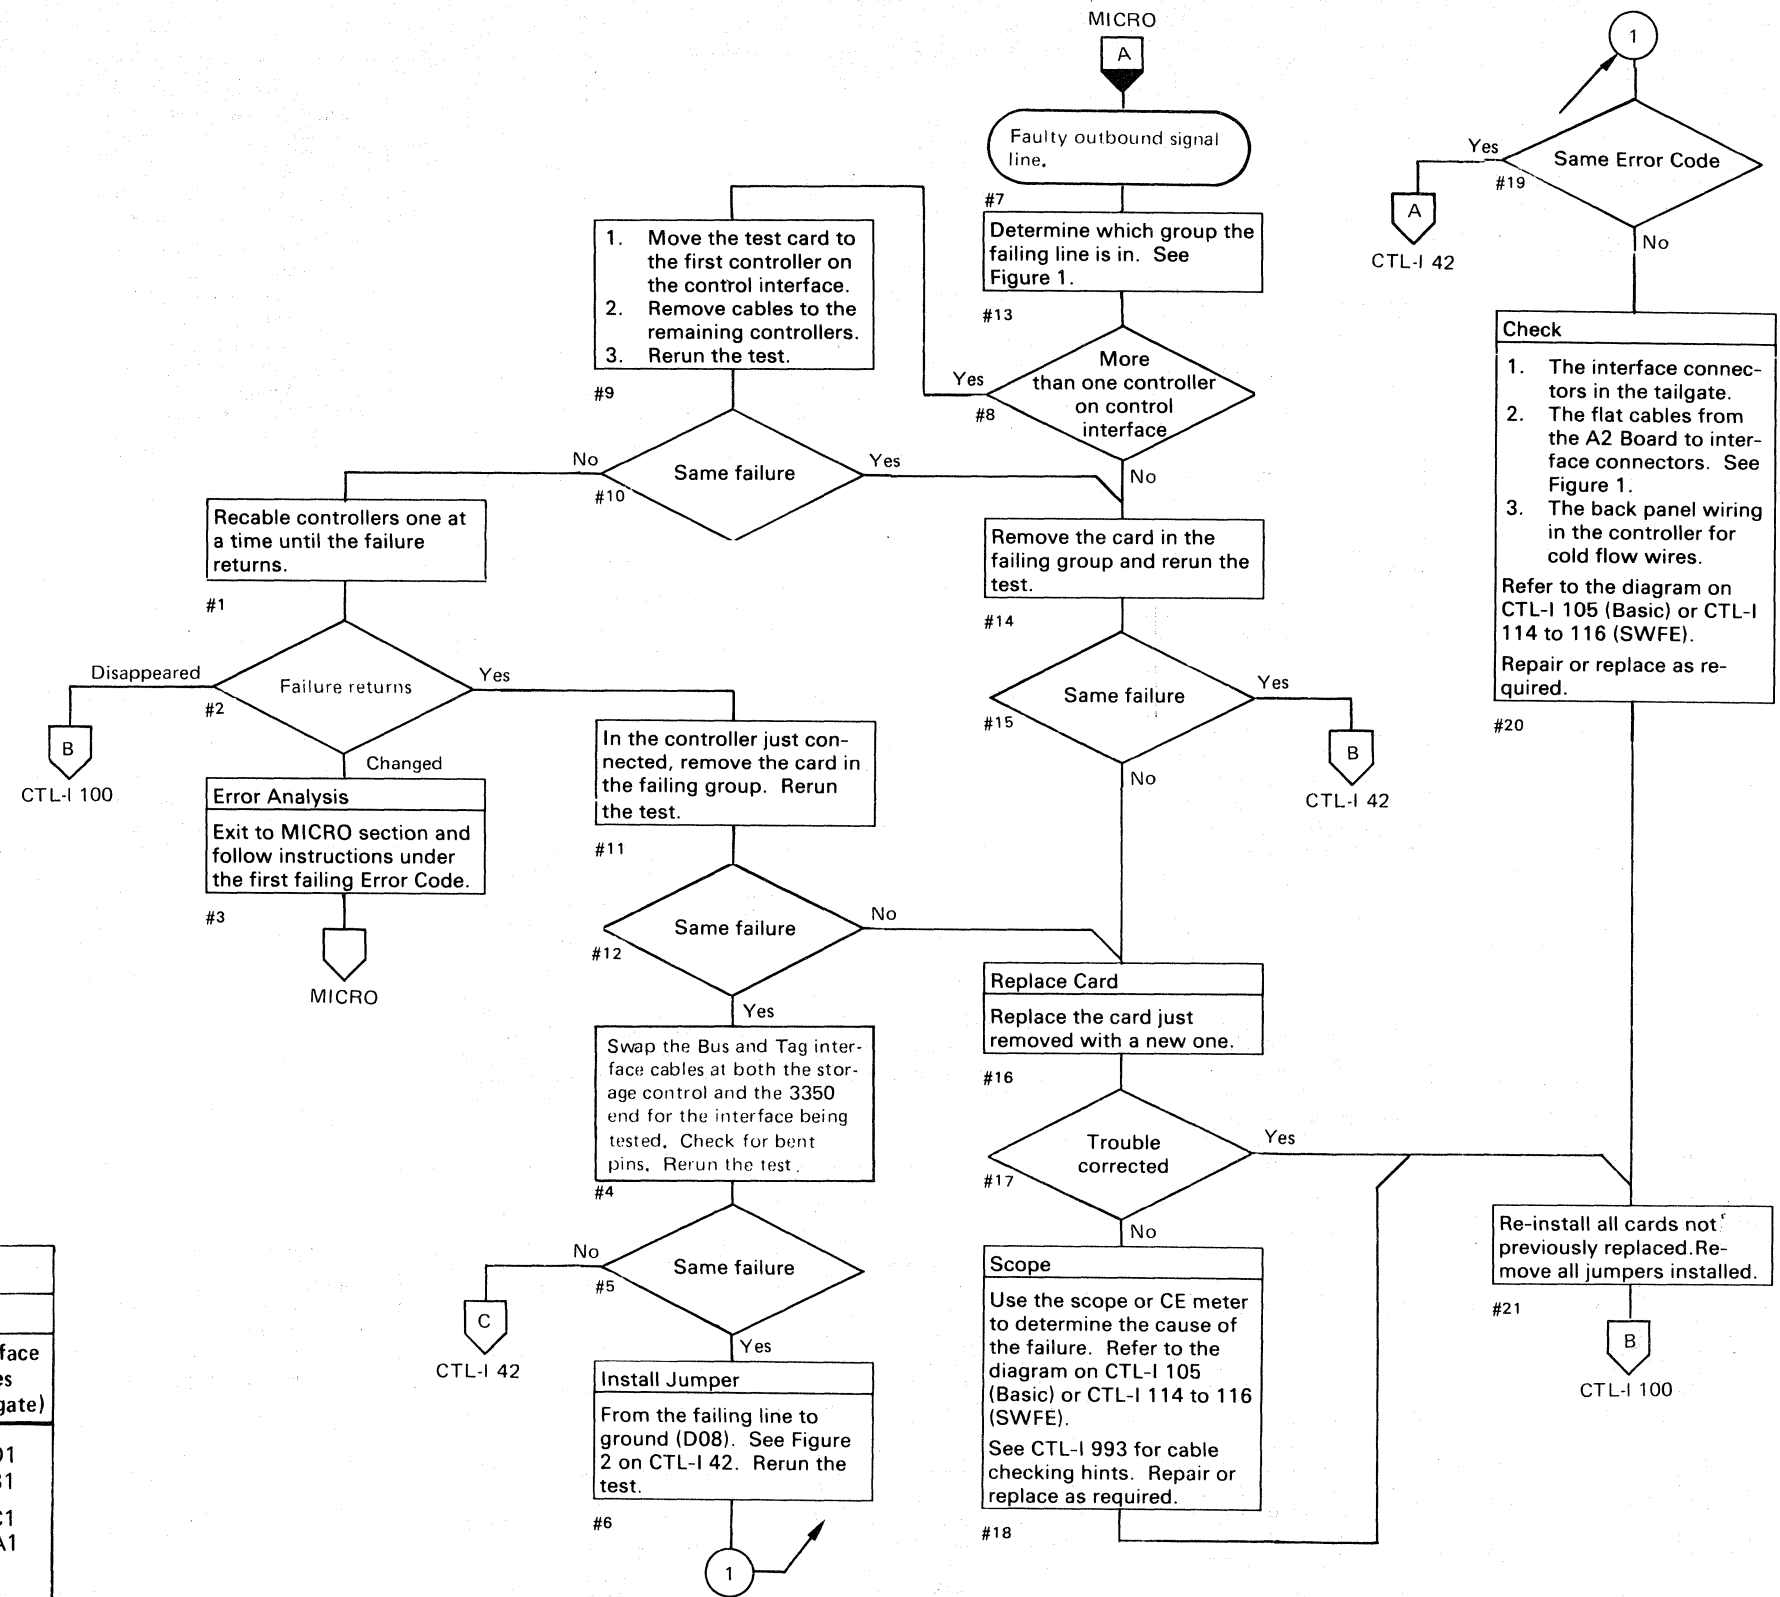 MICRO
A
Faulty outbound signal
line.
#7
Determine which group the
failing line is in. See
Figure 1.
#13
More
than one controller
on control
interface
Yes
#8
No
1. Move the test card to
the first controller on
the control interface.
2. Remove cables to the
remaining controllers.
3. Rerun the test.
#9
Same failure
No
#10
Yes
Recable controllers one at
a time until the failure
returns.
#1
Failure returns
Disappeared
#2
Yes
B
CTL-I 100
Changed
Error Analysis
Exit to MICRO section and
follow instructions under
the first failing Error Code.
#3
MICRO
In the controller just con-
nected, remove the card in
the failing group. Rerun
the test.
#11
Same failure
No
#12
Yes
Swap the Bus and Tag inter-
face cables at both the stor-
age control and the 3350
end for the interface being
tested. Check for bent
pins. Rerun the test.
#4
Same failure
No
#5
C
CTL-I 42
Yes
Install Jumper
From the failing line to
ground (D08). See Figure
2 on CTL-I 42. Rerun the
test.
#6
1
Remove the card in the
failing group and rerun the
test.
#14
Same failure
Yes
#15
B
CTL-I 42
No
Replace Card
Replace the card just
removed with a new one.
#16
Trouble
corrected
Yes
#17
No
Scope
Use the scope or CE meter
to determine the cause of
the failure. Refer to the
diagram on CTL-I 105
(Basic) or CTL-I 114 to 116
(SWFE).
See CTL-I 993 for cable
checking hints. Repair or
replace as required.
#18
1
Same Error Code
Yes
#19
A
CTL-I 42
No
Check
1. The interface connec-
tors in the tailgate.
2. The flat cables from
the A2 Board to inter-
face connectors. See
Figure 1.
3. The back panel wiring
in the controller for
cold flow wires.
Refer to the diagram on
CTL-I 105 (Basic) or CTL-I
114 to 116 (SWFE).
Repair or replace as re-
quired.
#20
Re-install all cards not
previously replaced.Re-
move all jumpers installed.
#21
B
CTL-I 100
face
es
gate)